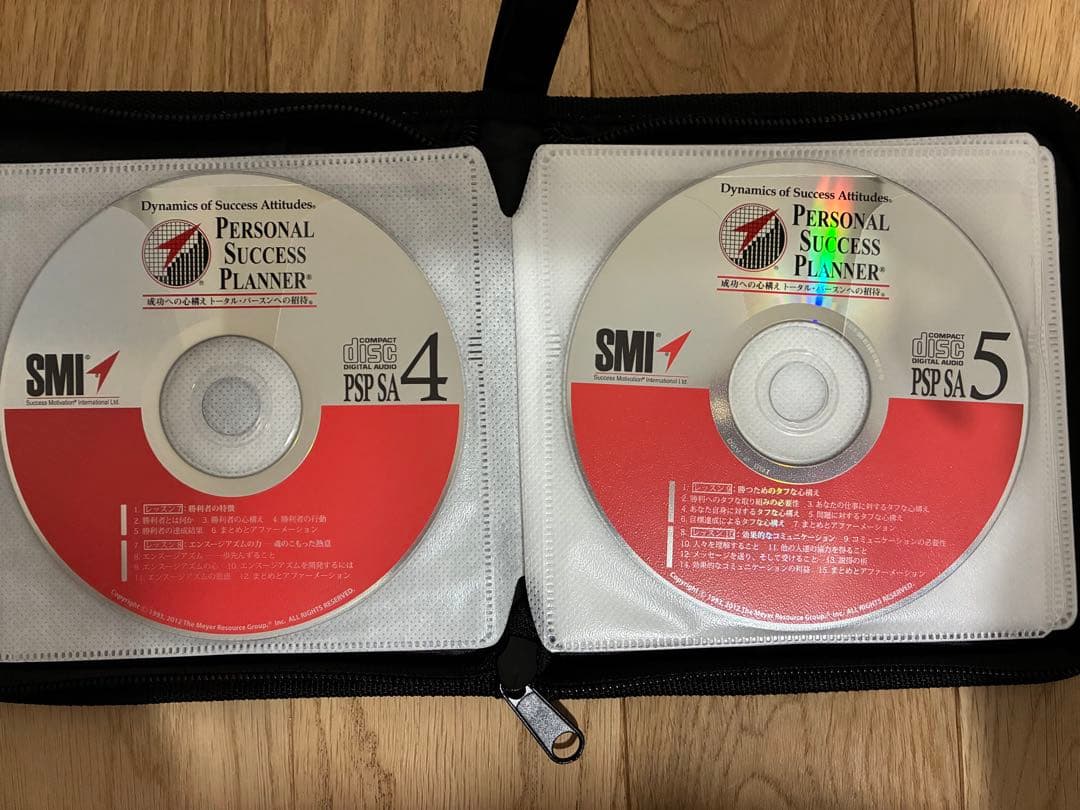 Dynamics of Success Attitudes®
PERSONAL
SUCCESS
PLANNER®
成功への心構え トータル・パースンへの招待®
SMI®
Success Motivation® International Ltd.
COMPACT
disc
DIGITAL AUDIO
PSP SA 4
1. レッスン7：勝利者の特徴
2. 勝利者とは何か 3. 勝利者の心構え 4. 勝利者の行動
5. 勝利者の達成結果 6. まとめとアファーメーション
7. レッスン8：エンスージアズムの力 魂のこもった熱意
8. エンスージアズム——一歩先んずること
9. エンスージアズムの心 10. エンスージアズムを開発するには
11. エンスージアズムの恩恵 12. まとめとアファーメーション
Copyright © 1991, 2012 The Meyer Resource Group,® Inc. ALL RIGHTS RESERVED.
Dynamics of Success Attitudes®
PERSONAL
SUCCESS
PLANNER®
成功への心構え トータル・パースンへの招待®
SMI®
Success Motivation® International Ltd.
COMPACT
disc
DIGITAL AUDIO
PSP SA 5
1. レッスン9：勝つためのタフな心構え
2. 勝利へのタフな取り組みの必要性 3. あなたの仕事に対するタフな心構え
4. あなた自身に対するタフな心構え 5. 問題に対するタフな心構え
6. 目標達成によるタフな心構え 7. まとめとアファーメーション
8. レッスン10：効果的なコミュニケーション 9. コミュニケーションの必要性
10. 人々を理解すること 11. 他の人達の協力を得ること
12. メッセージを送り、そして受けること 13. 説得の術
14. 効果的なコミュニケーションの利益 15. まとめとアファーメーション
Copyright © 1991, 2012 The Meyer Resource Group,® Inc. ALL RIGHTS RESERVED.